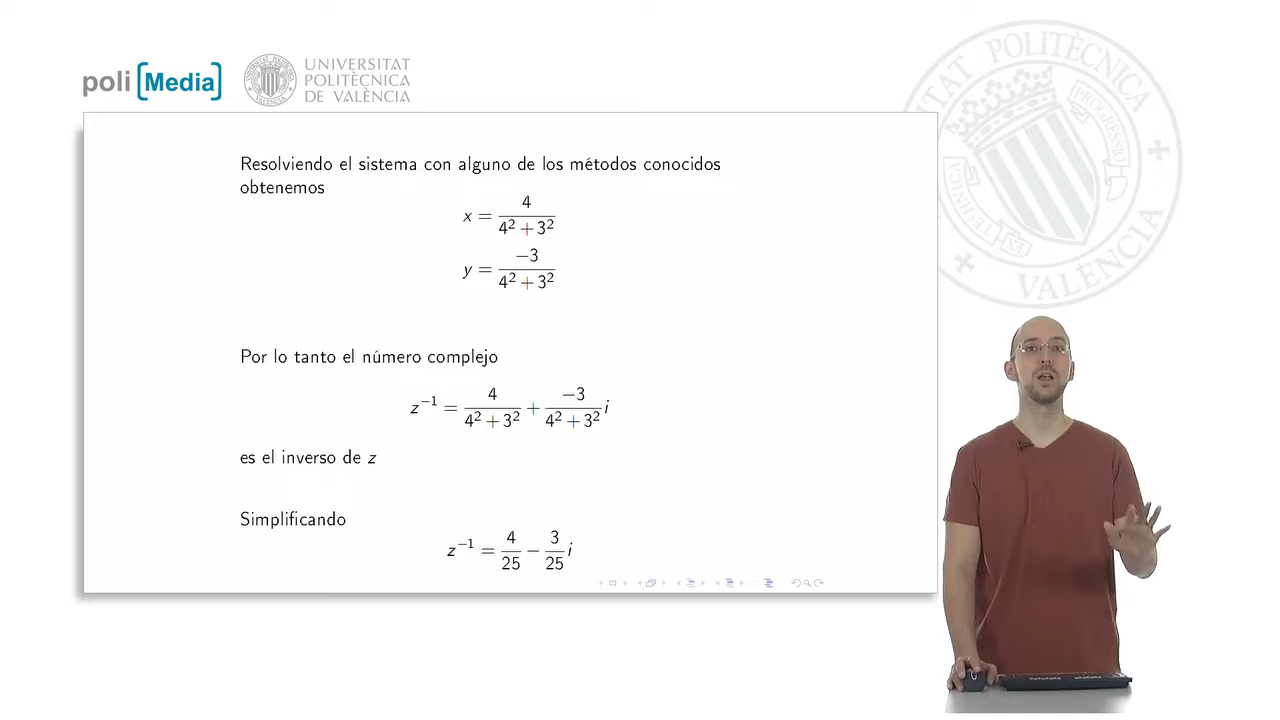 poli [Media]
UNIVERSITAT
POLITÈCNICA
DE VALÈNCIA
Resolviendo el sistema con alguno de los métodos conocidos
obtenemos
x = 4 / (4² + 3²)
y = −3 / (4² + 3²)
Por lo tanto el número complejo
z⁻¹ = 4 / (4² + 3²) + −3 / (4² + 3²) i
es el inverso de z
Simplificando
z⁻¹ = 4/25 − 3/25 i
POLITÈCNICA
VALÈNCIA